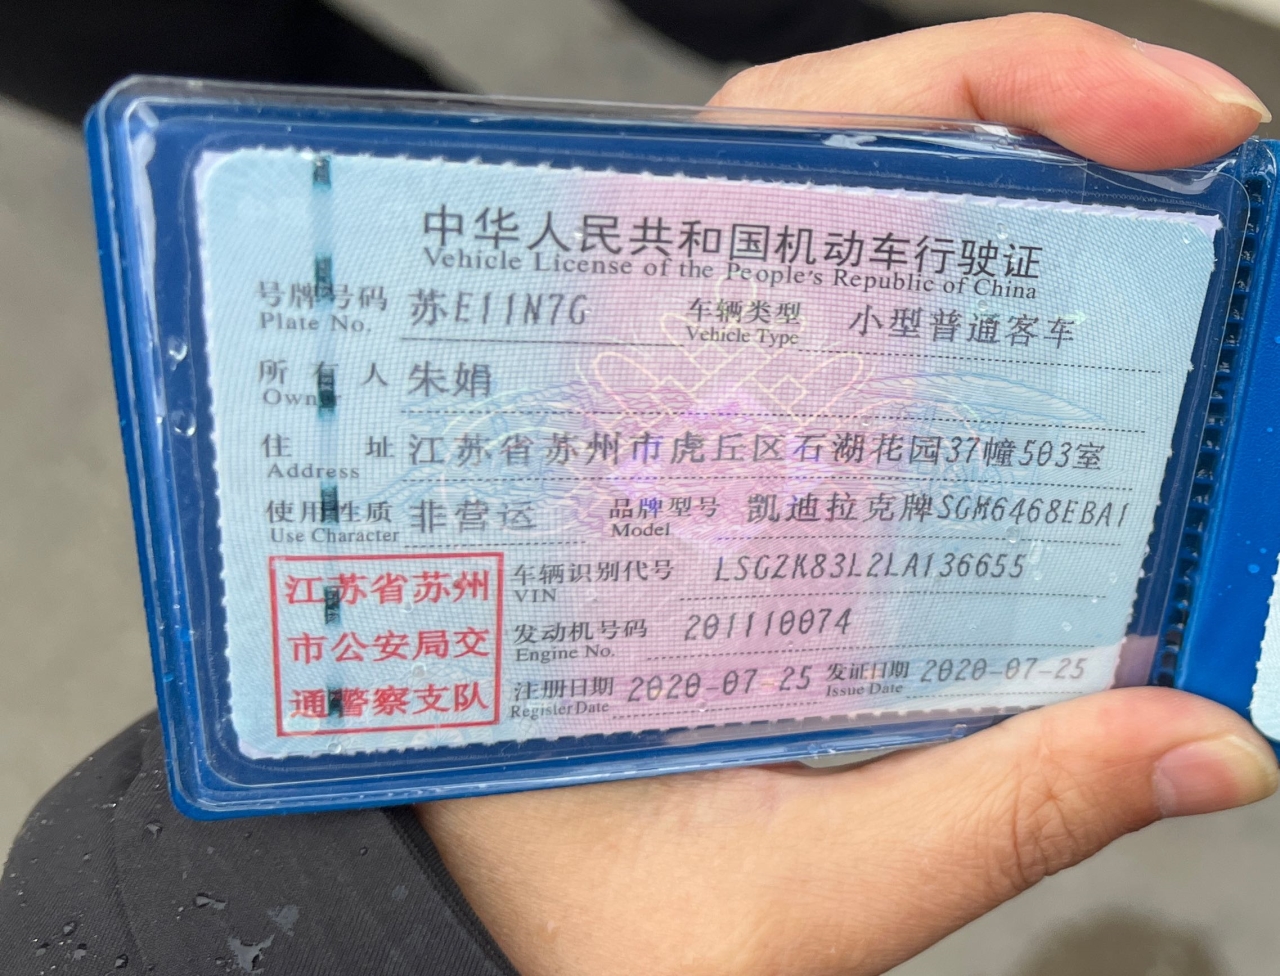 中华人民共和国机动车行驶证
Vehicle License of the People's Republic of China
号牌号码 苏E11N7G 车辆类型 小型普通客车
Plate No. Vehicle Type
所有人 朱娟
Owner
住址 江苏省苏州市虎丘区石湖花园37幢503室
Address
使用性质 非营运 品牌型号 凯迪拉克牌SGM6468EBA1
Use Character Model
江苏省苏州
市公安局交
通警察支队
车辆识别代号 LSGZK83L2LA136655
VIN
发动机号码 201110074
Engine No.
注册日期 2020-07-25 发证日期 2020-07-25
Register Date Issue Date